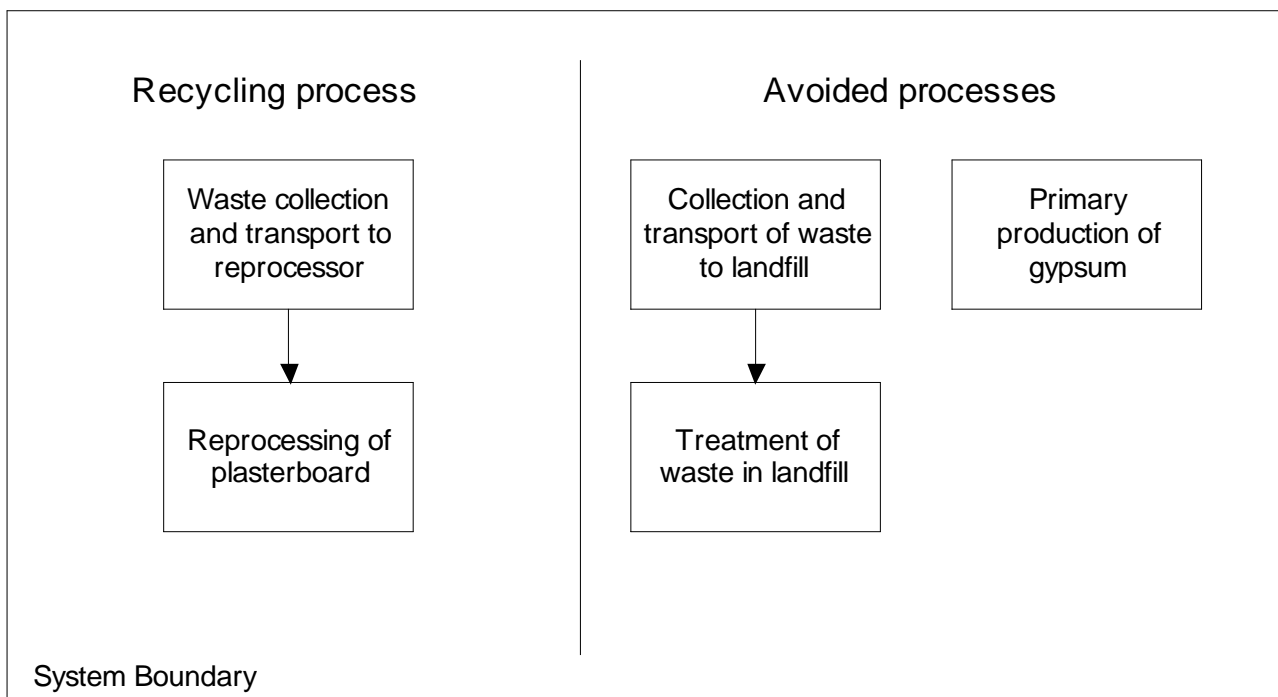 Recycling process
Waste collection
and transport to
reprocessor
Reprocessing of
plasterboard
Avoided processes
Collection and
transport of waste
to landfill
Treatment of
waste in landfill
Primary
production of
gypsum
System Boundary